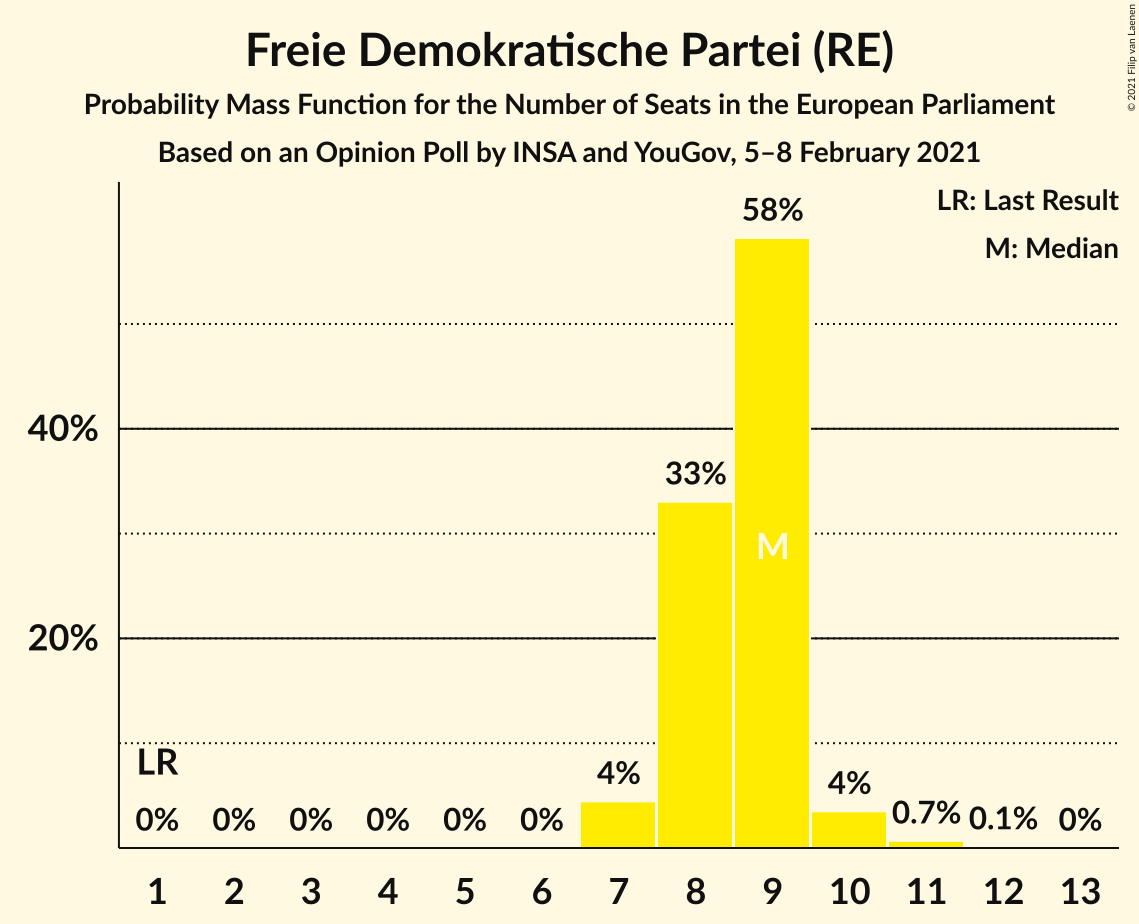 Freie Demokratische Partei (RE)
Probability Mass Function for the Number of Seats in the European Parliament
Based on an Opinion Poll by INSA and YouGov, 5–8 February 2021
© 2021 Filip van Laenen
LR: Last Result
M: Median
58%
40%
33%
M
20%
LR
0% 0% 0% 0% 0% 0% 4% 4% 0.7% 0.1% 0%
1 2 3 4 5 6 7 8 9 10 11 12 13